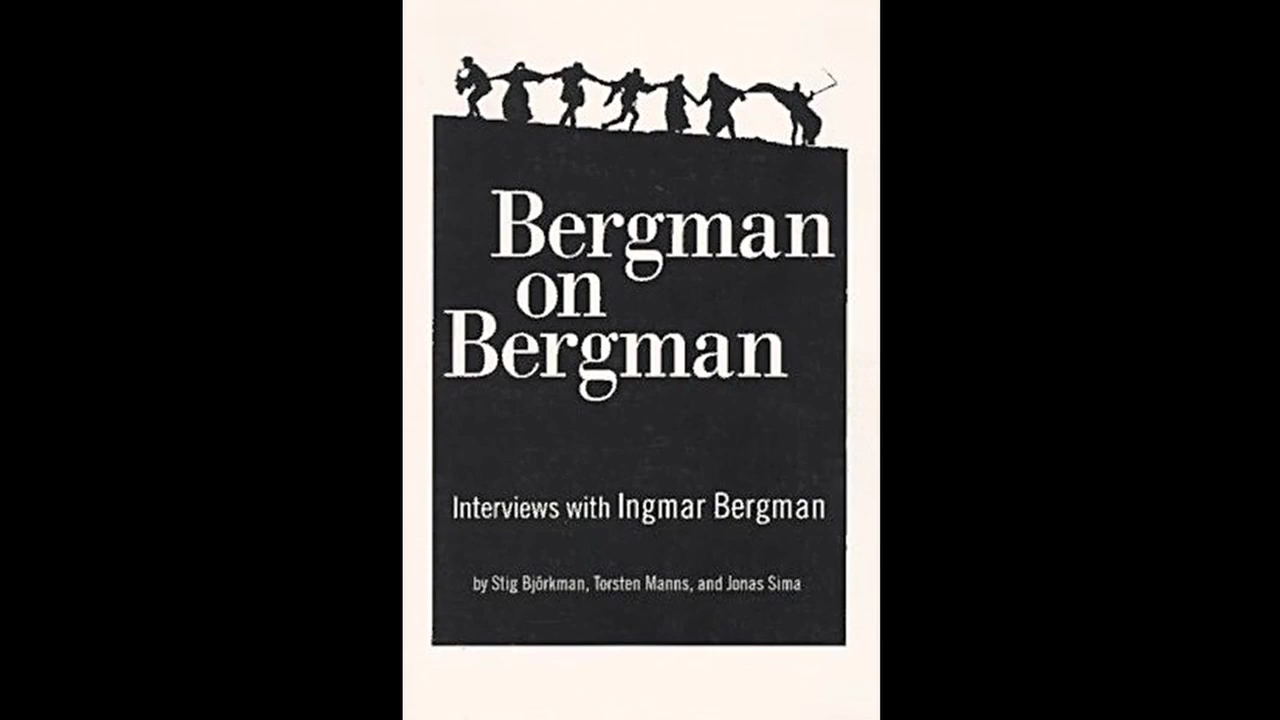 Bergman
on
Bergman
Interviews with Ingmar Bergman
by Stig Björkman, Torsten Manns, and Jonas Sima